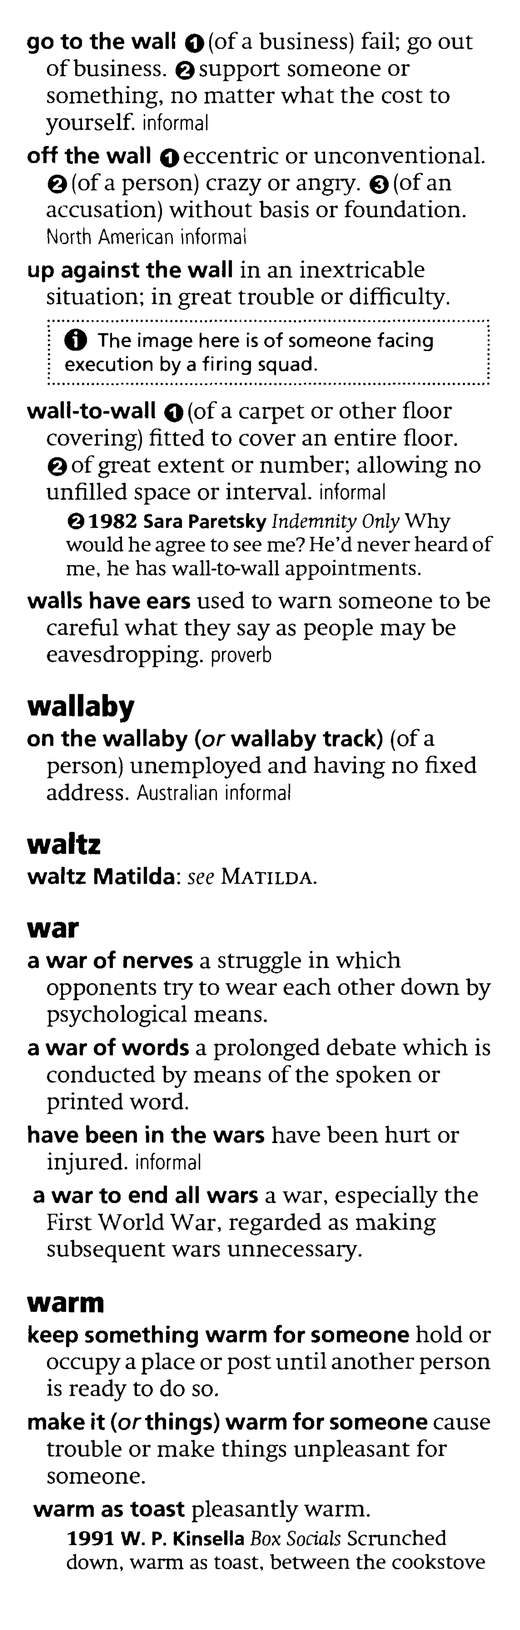 go to the wall ❶ (of a business) fail; go out
of business. ❷ support someone or
something, no matter what the cost to
yourself. informal
off the wall ❶ eccentric or unconventional.
❷ (of a person) crazy or angry. ❸ (of an
accusation) without basis or foundation.
North American informal
up against the wall in an inextricable
situation; in great trouble or difficulty.
ℹ The image here is of someone facing
execution by a firing squad.
wall-to-wall ❶ (of a carpet or other floor
covering) fitted to cover an entire floor.
❷ of great extent or number; allowing no
unfilled space or interval. informal
❷ 1982 Sara Paretsky Indemnity Only Why
would he agree to see me? He'd never heard of
me, he has wall-to-wall appointments.
walls have ears used to warn someone to be
careful what they say as people may be
eavesdropping. proverb
wallaby
on the wallaby (or wallaby track) (of a
person) unemployed and having no fixed
address. Australian informal
waltz
waltz Matilda: see MATILDA.
war
a war of nerves a struggle in which
opponents try to wear each other down by
psychological means.
a war of words a prolonged debate which is
conducted by means of the spoken or
printed word.
have been in the wars have been hurt or
injured. informal
a war to end all wars a war, especially the
First World War, regarded as making
subsequent wars unnecessary.
warm
keep something warm for someone hold or
occupy a place or post until another person
is ready to do so.
make it (or things) warm for someone cause
trouble or make things unpleasant for
someone.
warm as toast pleasantly warm.
1991 W. P. Kinsella Box Socials Scrunched
down, warm as toast, between the cookstove